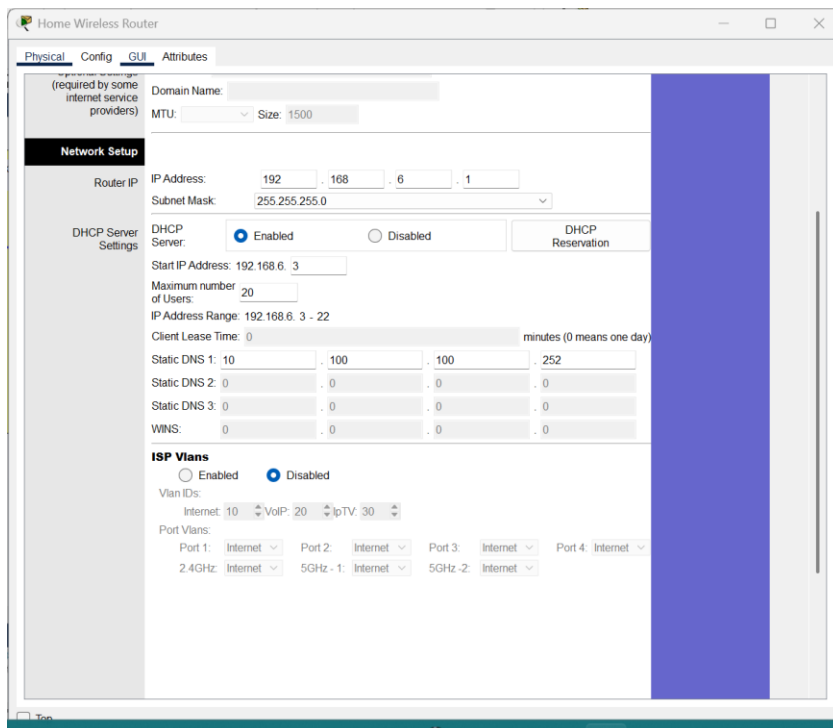 Home Wireless Router
Physical Config GUI Attributes
Optional Settings
(required by some
internet service
providers)
Domain Name:
MTU: Size: 1500
Network Setup
Router IP
IP Address: 192 . 168 . 6 . 1
Subnet Mask: 255.255.255.0
DHCP Server
Settings
DHCP
Server: Enabled Disabled DHCP
Reservation
Start IP Address: 192.168.6. 3
Maximum number
of Users: 20
IP Address Range: 192.168.6. 3 - 22
Client Lease Time: 0 minutes (0 means one day)
Static DNS 1: 10 . 100 . 100 . 252
Static DNS 2: 0 . 0 . 0 . 0
Static DNS 3: 0 . 0 . 0 . 0
WINS: 0 . 0 . 0 . 0
ISP Vlans
Enabled Disabled
Vlan IDs:
Internet: 10 VoIP: 20 IpTV: 30
Port Vlans:
Port 1: Internet Port 2: Internet Port 3: Internet Port 4: Internet
2.4GHz: Internet 5GHz - 1: Internet 5GHz -2: Internet
Top